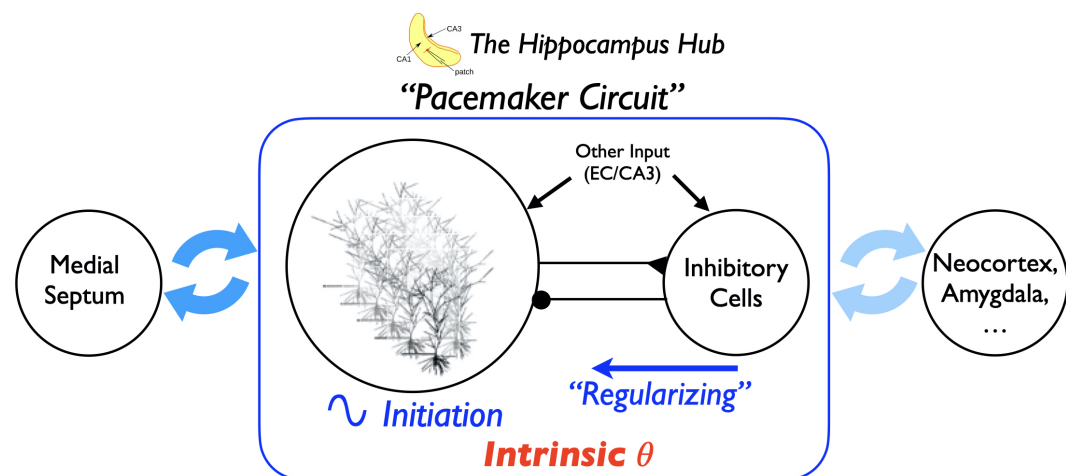 CA3
CA1
patch
The Hippocampus Hub
“Pacemaker Circuit”
Other Input
(EC/CA3)
Medial
Septum
Inhibitory
Cells
Neocortex,
Amygdala,
…
“Regularizing”
Initiation
Intrinsic θ